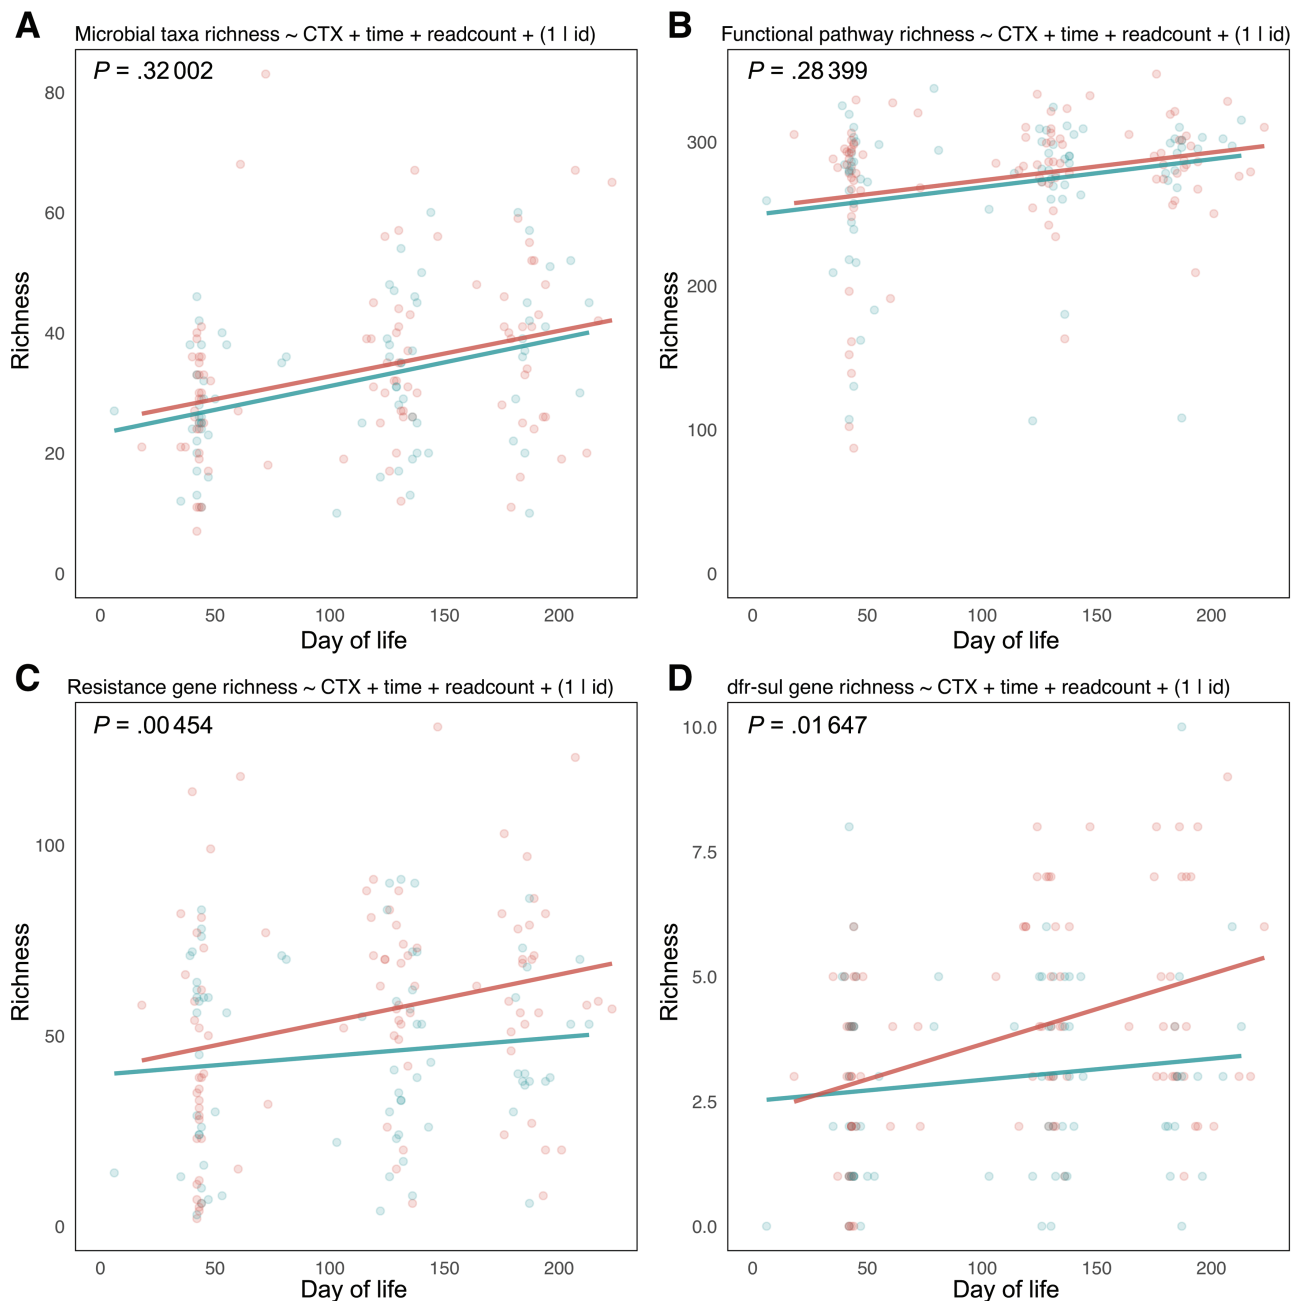 A
Microbial taxa richness ~ CTX + time + readcount + (1 | id)
P = .32 002
80
60
40
20
0
Richness
0 50 100 150 200
Day of life
B
Functional pathway richness ~ CTX + time + readcount + (1 | id)
P = .28 399
300
200
100
0
Richness
0 50 100 150 200
Day of life
C
Resistance gene richness ~ CTX + time + readcount + (1 | id)
P = .00 454
100
50
0
Richness
0 50 100 150 200
Day of life
D
dfr-sul gene richness ~ CTX + time + readcount + (1 | id)
P = .01 647
10.0
7.5
5.0
2.5
0.0
Richness
0 50 100 150 200
Day of life